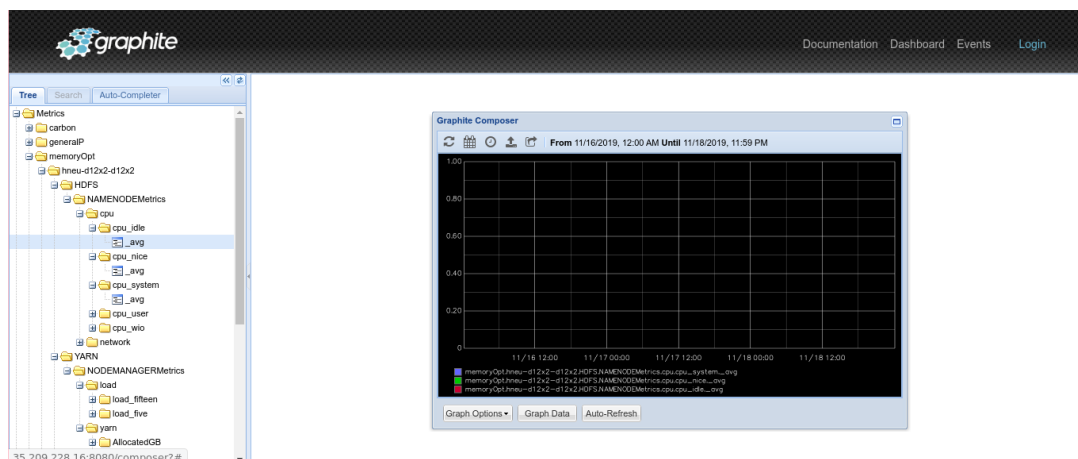 graphite
Documentation Dashboard Events Login
Tree Search Auto-Completer
Metrics
carbon
generalP
memoryOpt
hneu-d12x2-d12x2
HDFS
NAMENODEMetrics
cpu
cpu_idle
_avg
cpu_nice
_avg
cpu_system
_avg
cpu_user
cpu_wio
network
YARN
NODEMANAGERMetrics
load
load_fifteen
load_five
yarn
AllocatedGB
35.209.228.16:8080/composer?#
Graphite Composer
From 11/16/2019, 12:00 AM Until 11/18/2019, 11:59 PM
1.00
0.80
0.60
0.40
0.20
0
11/16 12:00 11/17 00:00 11/17 12:00 11/18 00:00 11/18 12:00
memoryOpt.hneu-d12x2-d12x2.HDFS.NAMENODEMetrics.cpu.cpu_system._avg
memoryOpt.hneu-d12x2-d12x2.HDFS.NAMENODEMetrics.cpu.cpu_nice._avg
memoryOpt.hneu-d12x2-d12x2.HDFS.NAMENODEMetrics.cpu.cpu_idle._avg
Graph Options Graph Data Auto-Refresh